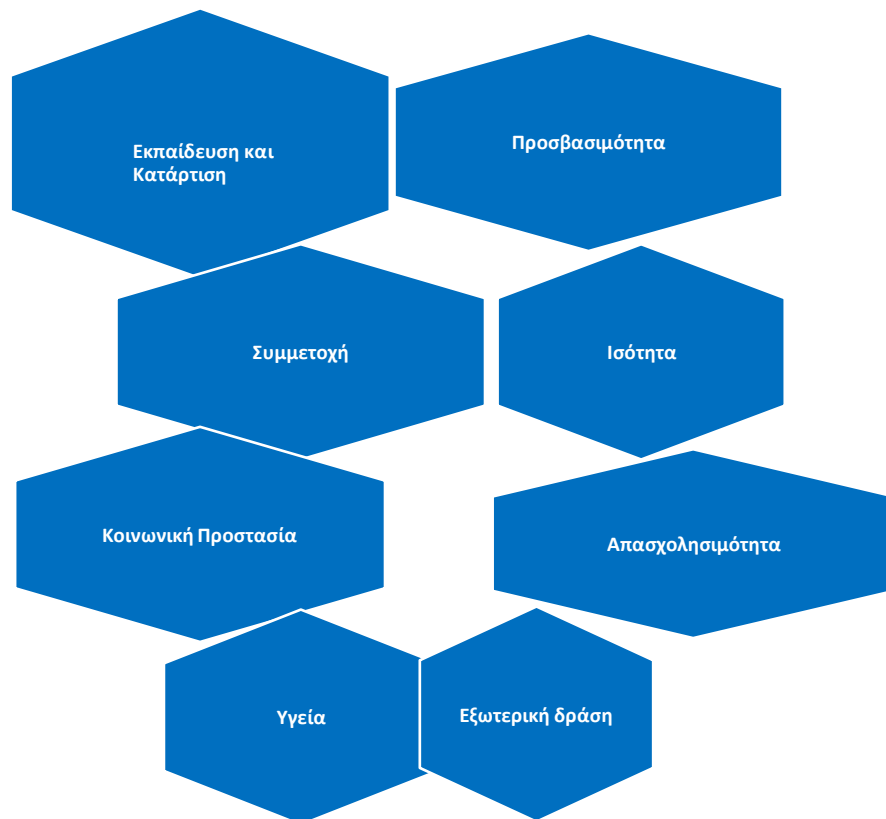 Εκπαίδευση και
Κατάρτιση
Προσβασιμότητα
Συμμετοχή
Ισότητα
Κοινωνική Προστασία
Απασχολησιμότητα
Υγεία
Εξωτερική δράση